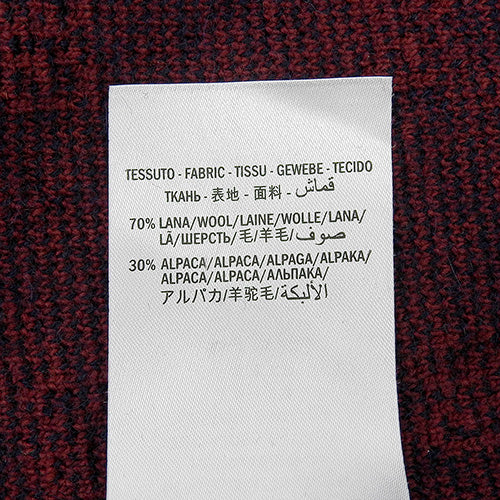 TESSUTO - FABRIC - TISSU - GEWEBE - TECIDO
ТКАНЬ - 表地 - 面料 - قماش
70% LANA/WOOL/LAINE/WOLLE/LANA/
LÃ/ШЕРСТЬ/毛/羊毛/صوف
30% ALPACA/ALPACA/ALPAGA/ALPAKA/
ALPACA/ALPACA/АЛЬПАКА/
アルパカ/羊驼毛/الألبكة